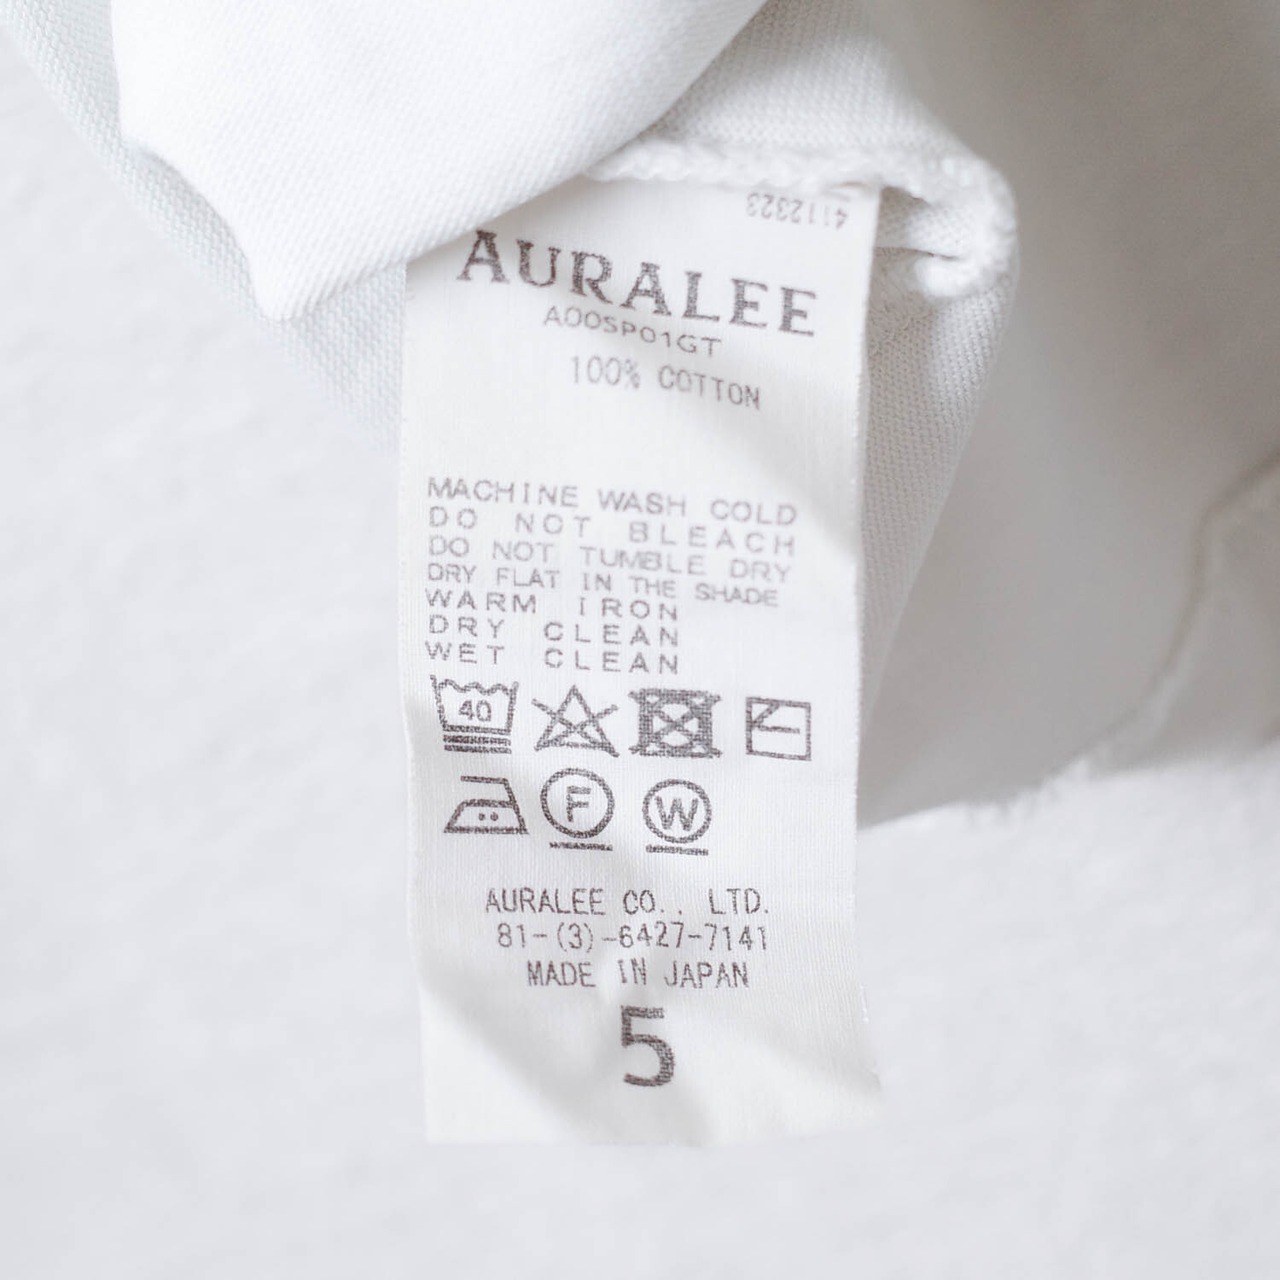 4112323
AURALEE
A00SP01GT
100% COTTON
MACHINE WASH COLD
DO NOT BLEACH
DO NOT TUMBLE DRY
DRY FLAT IN THE SHADE
WARM IRON
DRY CLEAN
WET CLEAN
40
F W
AURALEE CO., LTD.
81-(3)-6427-7141
MADE IN JAPAN
5